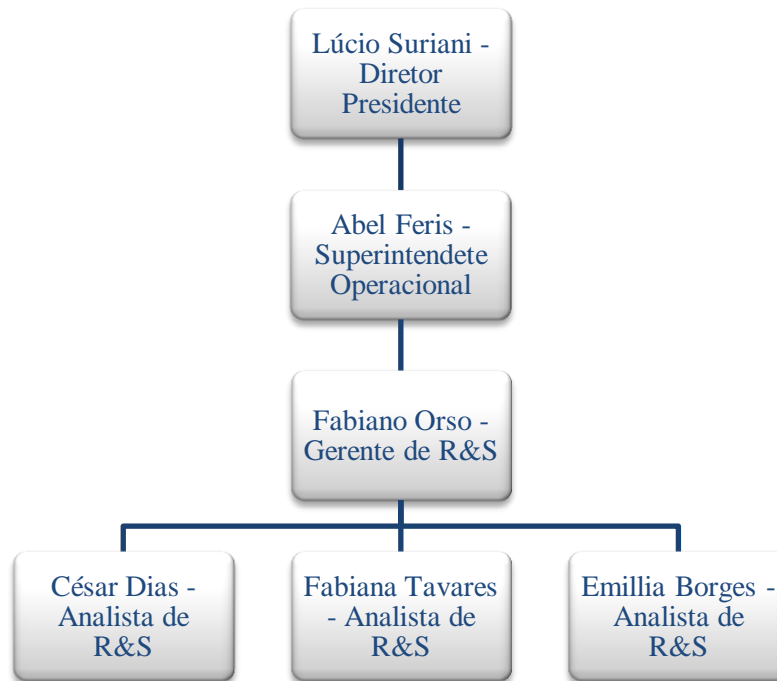 Lúcio Suriani -
Diretor
Presidente
Abel Feris -
Superintendete
Operacional
Fabiano Orso -
Gerente de R&S
César Dias -
Analista de
R&S
Fabiana Tavares
- Analista de
R&S
Emillia Borges -
Analista de
R&S